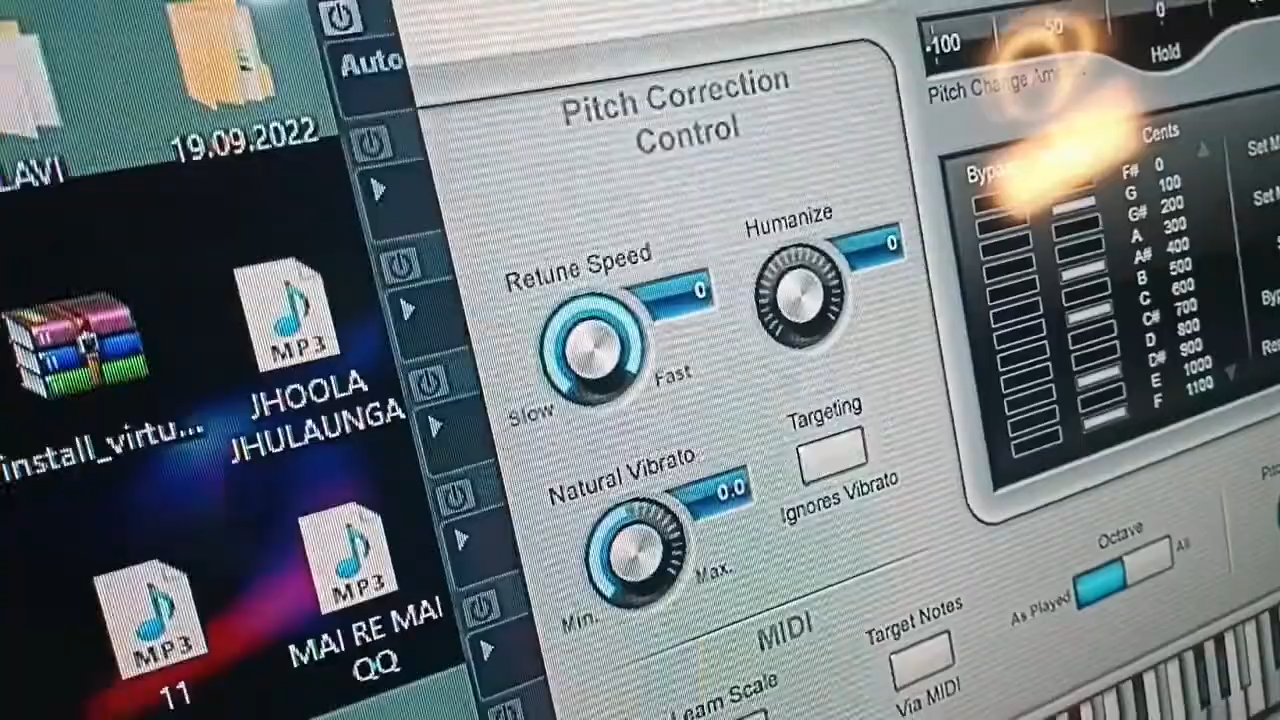 LAVI
19.09.2022
install_virtu...
JHOOLA
JHULAUNGA
MP3
11
MP3
MAI RE MAI
QQ
MP3
Auto
Pitch Correction
Control
Retune Speed
0
Slow
Fast
Humanize
0
Natural Vibrato
0.0
Min.
Max.
Targeting
Ignores Vibrato
MIDI
Learn Scale
Target Notes
Via MIDI
Octave
As Played
All
-100
-50
0
Hold
Pitch Change
Cents
F# 0
G 100
G# 200
A 300
A# 400
B 500
C 600
C# 700
D 800
D# 900
E 1000
F 1100
Set
Set